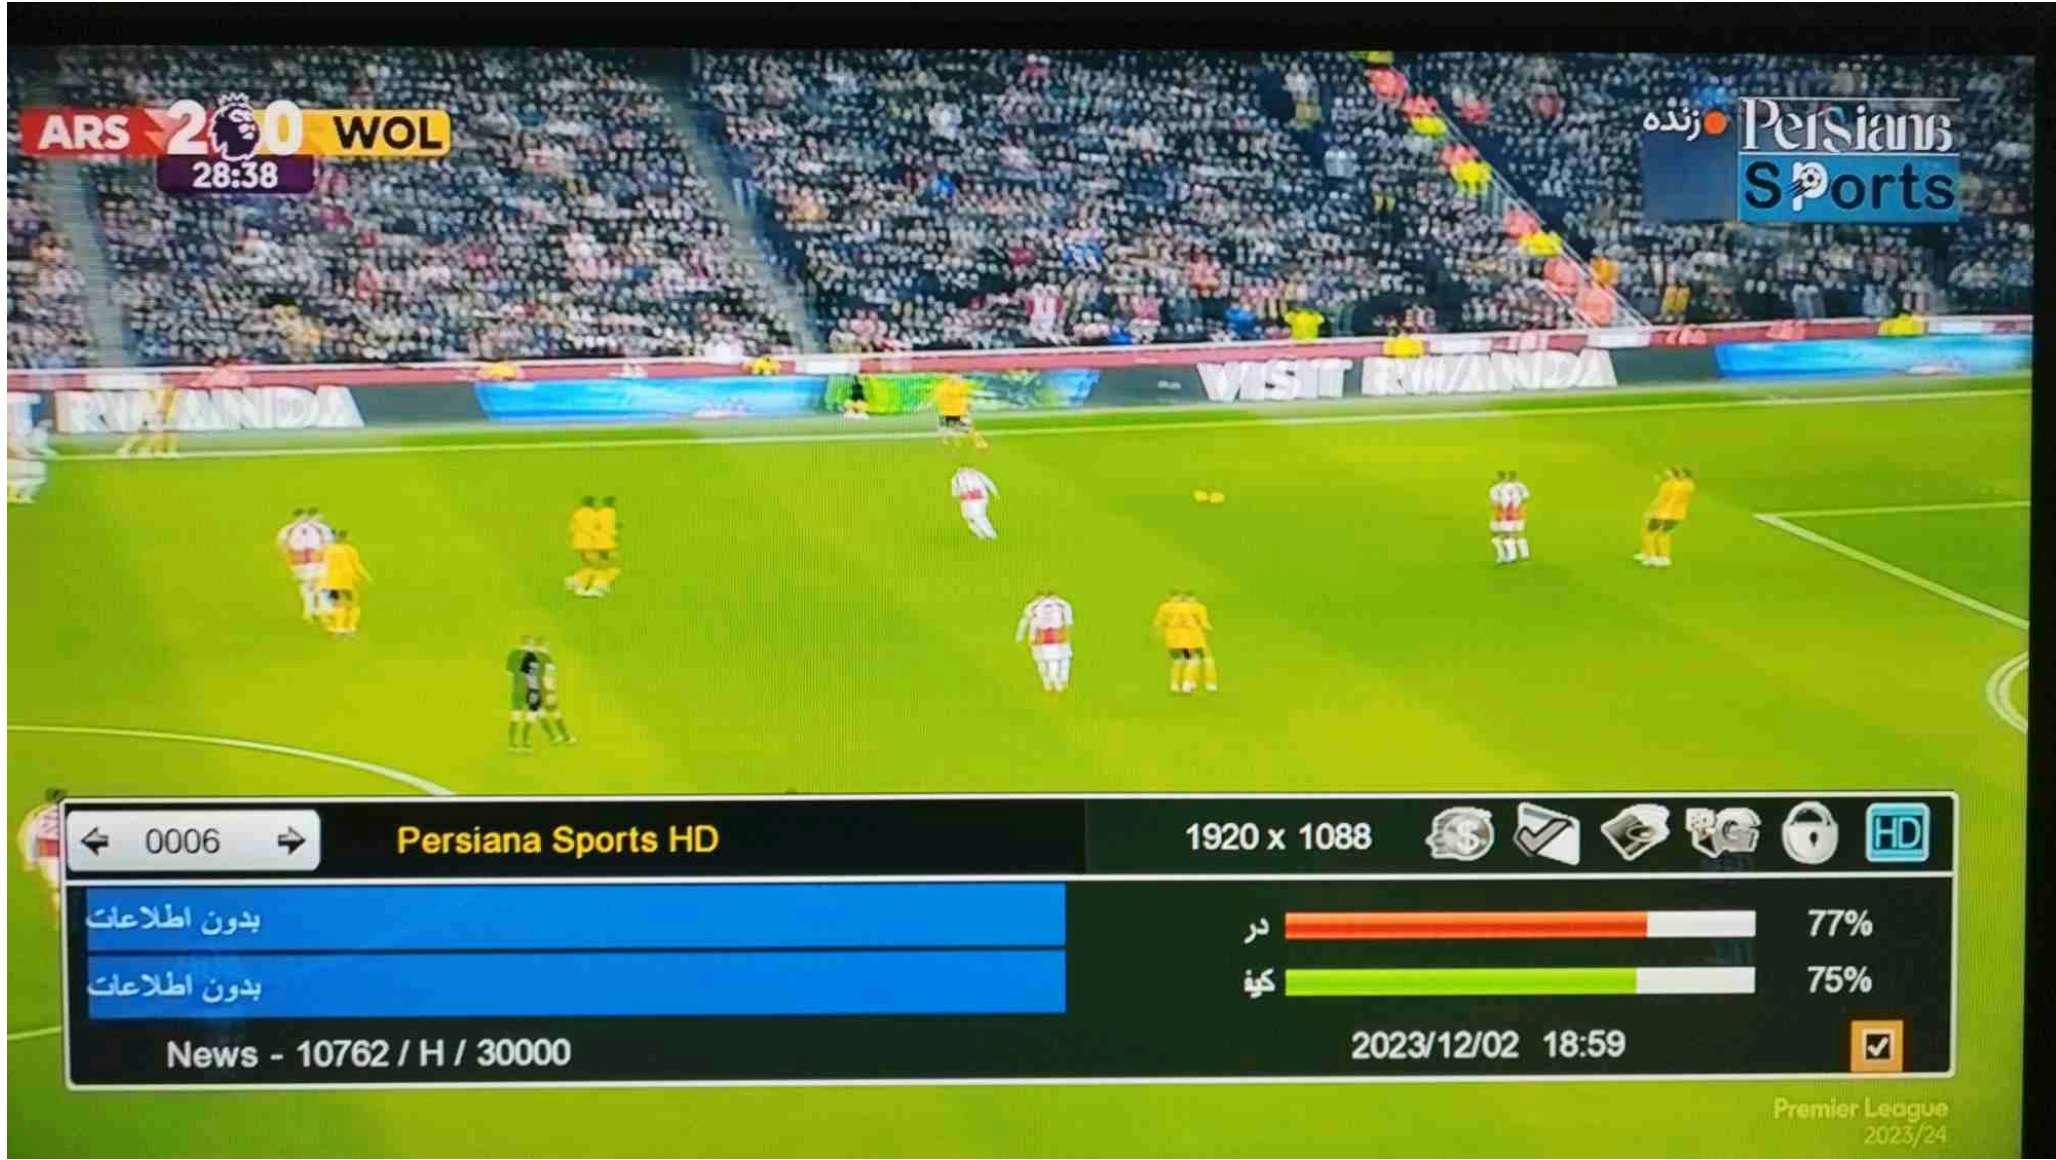 ARS 2 0 WOL
28:38
زنده
Persiana
Sports
RWANDA
VISIT RWANDA
0006
Persiana Sports HD
1920 x 1088
HD
بدون اطلاعات
در
77%
بدون اطلاعات
کیف
75%
News - 10762 / H / 30000
2023/12/02 18:59
Premier League
2023/24